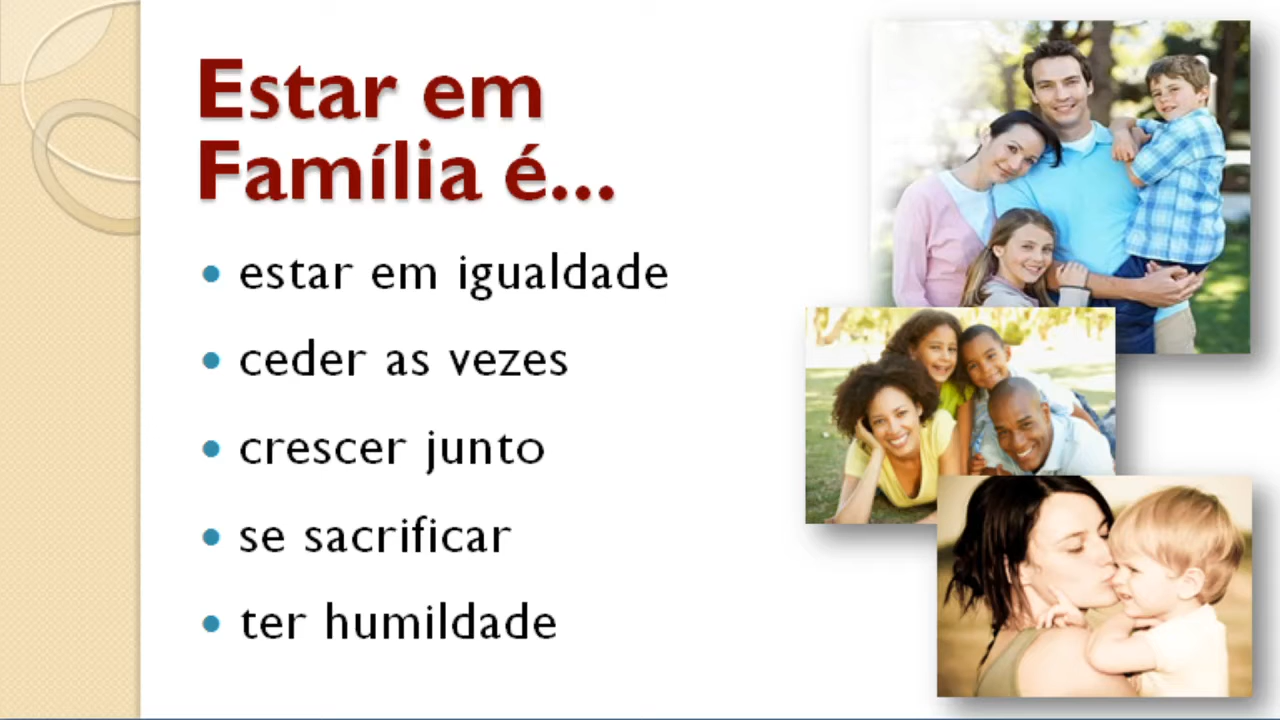 Estar em
Família é...
• estar em igualdade
• ceder as vezes
• crescer junto
• se sacrificar
• ter humildade